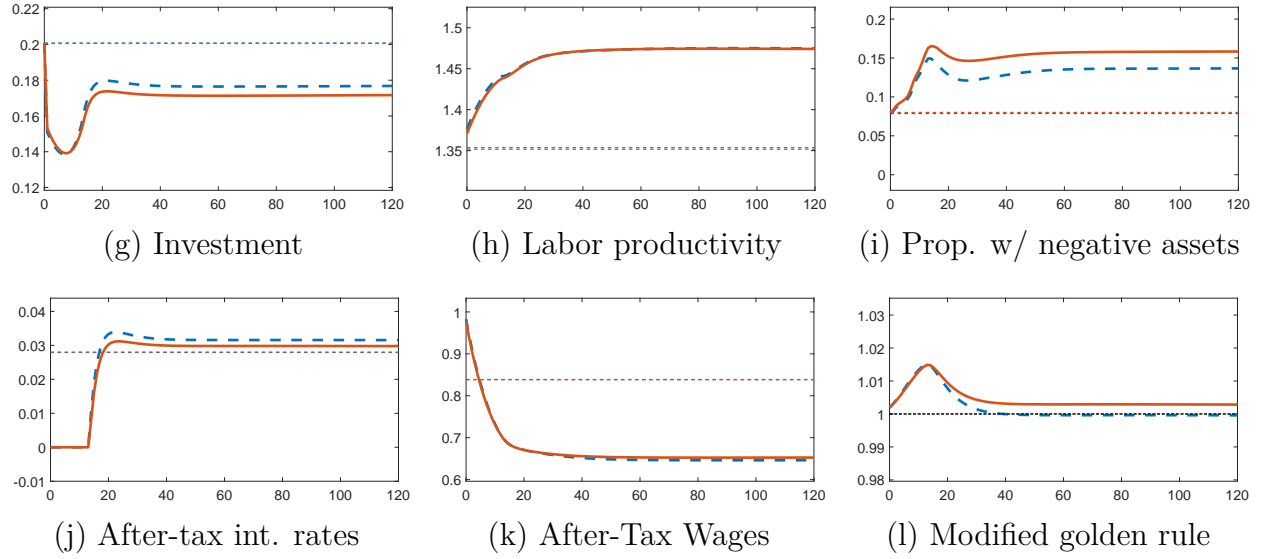 0.22
0.2
0.18
0.16
0.14
0.12
0 20 40 60 80 100 120
(g) Investment
1.5
1.45
1.4
1.35
0 20 40 60 80 100 120
(h) Labor productivity
0.2
0.15
0.1
0.05
0
0 20 40 60 80 100 120
(i) Prop. w/ negative assets
0.04
0.03
0.02
0.01
0
-0.01
0 20 40 60 80 100 120
(j) After-tax int. rates
1
0.9
0.8
0.7
0.6
0 20 40 60 80 100 120
(k) After-Tax Wages
1.03
1.02
1.01
1
0.99
0.98
0 20 40 60 80 100 120
(l) Modified golden rule